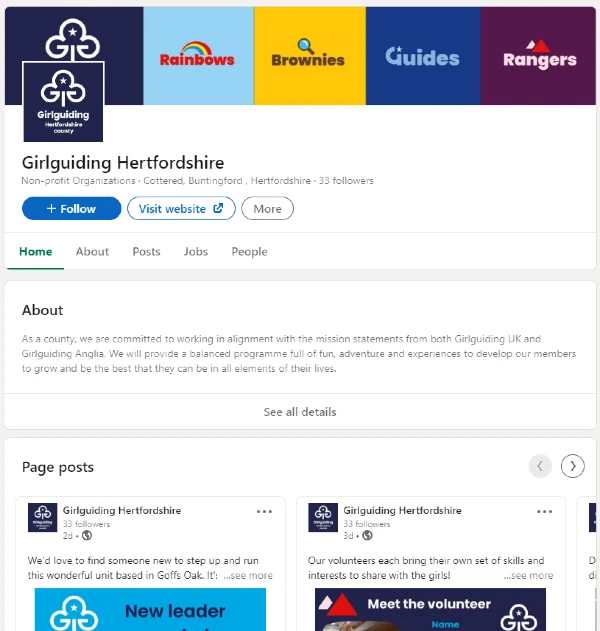 Rainbows
Brownies
Guides
Rangers
Girlguiding
Hertfordshire
county
Girlguiding Hertfordshire
Non-profit Organizations · Cottered, Buntingford , Hertfordshire · 33 followers
+ Follow
Visit website
More
Home
About
Posts
Jobs
People
About
As a county, we are committed to working in alignment with the mission statements from both Girlguiding UK and
Girlguiding Anglia. We will provide a balanced programme full of fun, adventure and experiences to develop our members
to grow and be the best that they can be in all elements of their lives.
See all details
Page posts
Girlguiding Hertfordshire
33 followers
2d •
We'd love to find someone new to step up and run
this wonderful unit based in Goffs Oak. It's ...see more
New leader
Girlguiding Hertfordshire
33 followers
3d •
Our volunteers each bring their own set of skills and
interests to share with the girls! ...see more
Meet the volunteer
Name